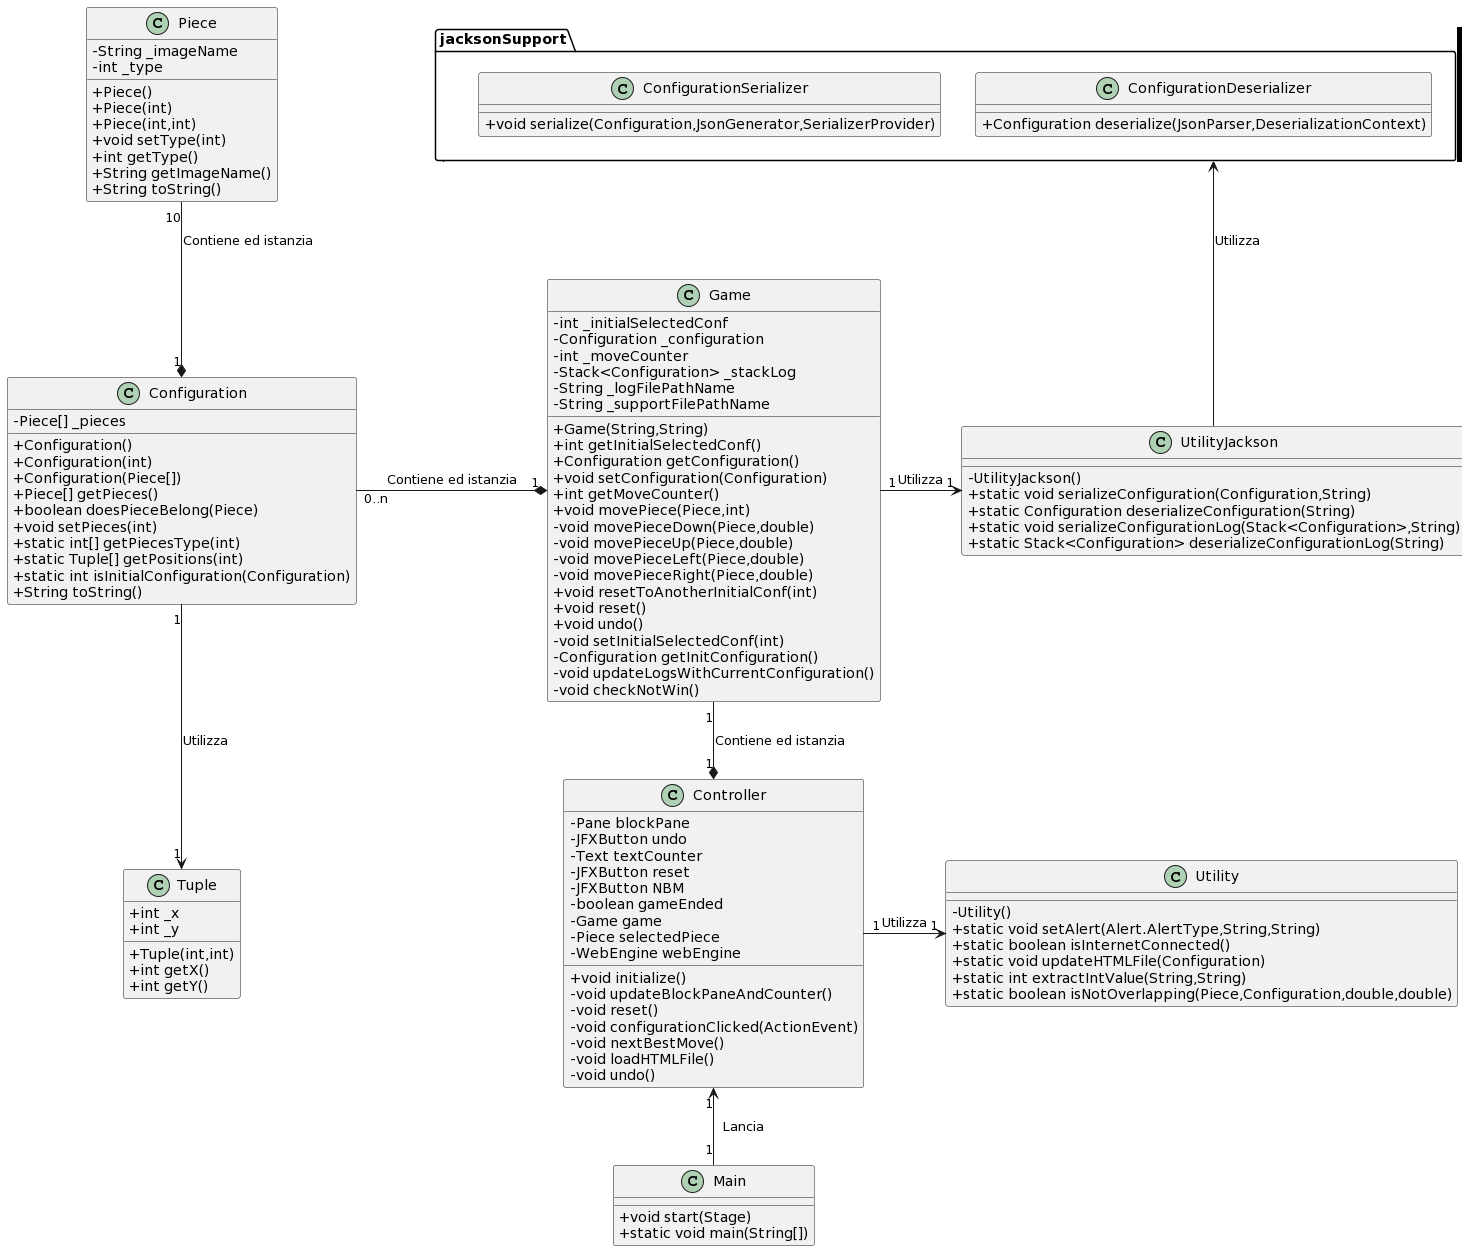 C Piece
-String _imageName
-int _type
+Piece()
+Piece(int)
+Piece(int,int)
+void setType(int)
+int getType()
+String getImageName()
+String toString()
jacksonSupport
C ConfigurationSerializer
+void serialize(Configuration,JsonGenerator,SerializerProvider)
C ConfigurationDeserializer
+Configuration deserialize(JsonParser,DeserializationContext)
10
Contiene ed istanzia
1
Utilizza
C Game
-int _initialSelectedConf
-Configuration _configuration
-int _moveCounter
-Stack<Configuration> _stackLog
-String _logFilePathName
-String _supportFilePathName
+Game(String,String)
+int getInitialSelectedConf()
+Configuration getConfiguration()
+void setConfiguration(Configuration)
+int getMoveCounter()
+void movePiece(Piece,int)
-void movePieceDown(Piece,double)
-void movePieceUp(Piece,double)
-void movePieceLeft(Piece,double)
-void movePieceRight(Piece,double)
+void resetToAnotherInitialConf(int)
+void reset()
+void undo()
-void setInitialSelectedConf(int)
-Configuration getInitConfiguration()
-void updateLogsWithCurrentConfiguration()
-void checkNotWin()
C Configuration
-Piece[] _pieces
+Configuration()
+Configuration(int)
+Configuration(Piece[])
+Piece[] getPieces()
+boolean doesPieceBelong(Piece)
+void setPieces(int)
+static int[] getPiecesType(int)
+static Tuple[] getPositions(int)
+static int isInitialConfiguration(Configuration)
+String toString()
Contiene ed istanzia 1
0..n
1 Utilizza 1
C UtilityJackson
-UtilityJackson()
+static void serializeConfiguration(Configuration,String)
+static Configuration deserializeConfiguration(String)
+static void serializeConfigurationLog(Stack<Configuration>,String)
+static Stack<Configuration> deserializeConfigurationLog(String)
1
Utilizza
1
1
Contiene ed istanzia
1
C Tuple
+int _x
+int _y
+Tuple(int,int)
+int getX()
+int getY()
C Controller
-Pane blockPane
-JFXButton undo
-Text textCounter
-JFXButton reset
-JFXButton NBM
-boolean gameEnded
-Game game
-Piece selectedPiece
-WebEngine webEngine
+void initialize()
-void updateBlockPaneAndCounter()
-void reset()
-void configurationClicked(ActionEvent)
-void nextBestMove()
-void loadHTMLFile()
-void undo()
1 Utilizza 1
C Utility
-Utility()
+static void setAlert(Alert.AlertType,String,String)
+static boolean isInternetConnected()
+static void updateHTMLFile(Configuration)
+static int extractIntValue(String,String)
+static boolean isNotOverlapping(Piece,Configuration,double,double)
1
Lancia
1
C Main
+void start(Stage)
+static void main(String[])